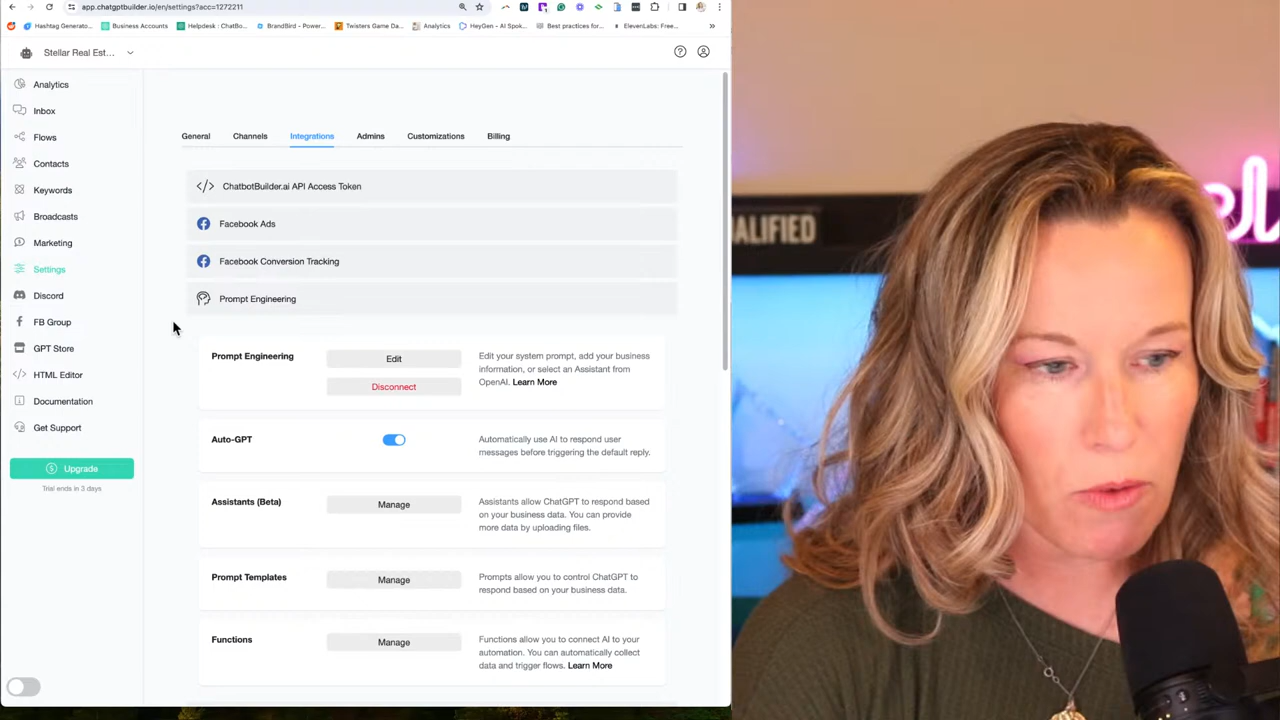 app.chatgptbuilder.io/en/settings?acc=1272211
Hashtag Generato...
Business Accounts
Helpdesk : ChatBo...
BrandBird - Power...
Twisters Game Dard...
Analytics
HeyGen - AI Spok...
Best practices for...
ElevenLabs: Free...
Stellar Real Est...
Analytics
Inbox
Flows
Contacts
Keywords
Broadcasts
Marketing
Settings
Discord
FB Group
GPT Store
HTML Editor
Documentation
Get Support
Upgrade
Trial ends in 3 days
General Channels Integrations Admins Customizations Billing
ChatbotBuilder.ai API Access Token
Facebook Ads
Facebook Conversion Tracking
Prompt Engineering
Prompt Engineering
Edit
Disconnect
Edit your system prompt, add your business
information, or select an Assistant from
OpenAI. Learn More
Auto-GPT
Automatically use AI to respond user
messages before triggering the default reply.
Assistants (Beta)
Manage
Assistants allow ChatGPT to respond based
on your business data. You can provide
more data by uploading files.
Prompt Templates
Manage
Prompts allow you to control ChatGPT to
respond based on your business data.
Functions
Manage
Functions allow you to connect AI to your
automation. You can automatically collect
data and trigger flows. Learn More
ALIFIED